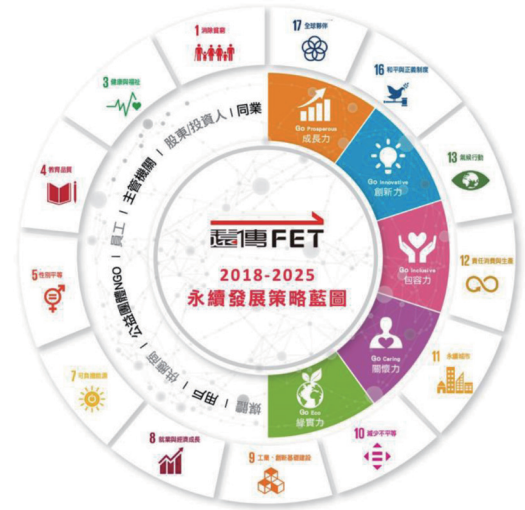 遠傳FET
2018-2025
永續發展策略藍圖
Go Prosperous
成長力
Go Innovative
創新力
Go Inclusive
包容力
Go Caring
關懷力
Go Eco
綠實力
同業 | 股東/投資人 | 主管機關 | 員工 | 公益團體NGO | 供應商 | 用戶 | 媒體
17 全球夥伴
16 和平與正義制度
13 氣候行動
12 責任消費與生產
11 永續城市
10 減少不平等
9 工業、創新基礎建設
8 就業與經濟成長
7 可負擔能源
5 性別平等
4 教育品質
3 健康與福祉
1 消除貧窮